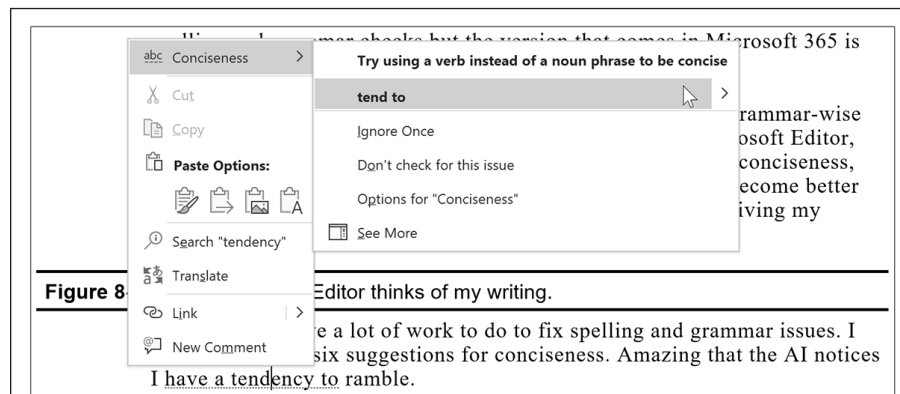 Microsoft 365 is
Conciseness
Try using a verb instead of a noun phrase to be concise
Cut
tend to
Copy
Ignore Once
rammar-wise
osoft Editor,
Paste Options:
Don't check for this issue
conciseness,
ecome better
Options for "Conciseness"
iving my
See More
Search "tendency"
Translate
Figure 8
Editor thinks of my writing.
Link
ve a lot of work to do to fix spelling and grammar issues. I
New Comment
six suggestions for conciseness. Amazing that the AI notices
I have a tendency to ramble.